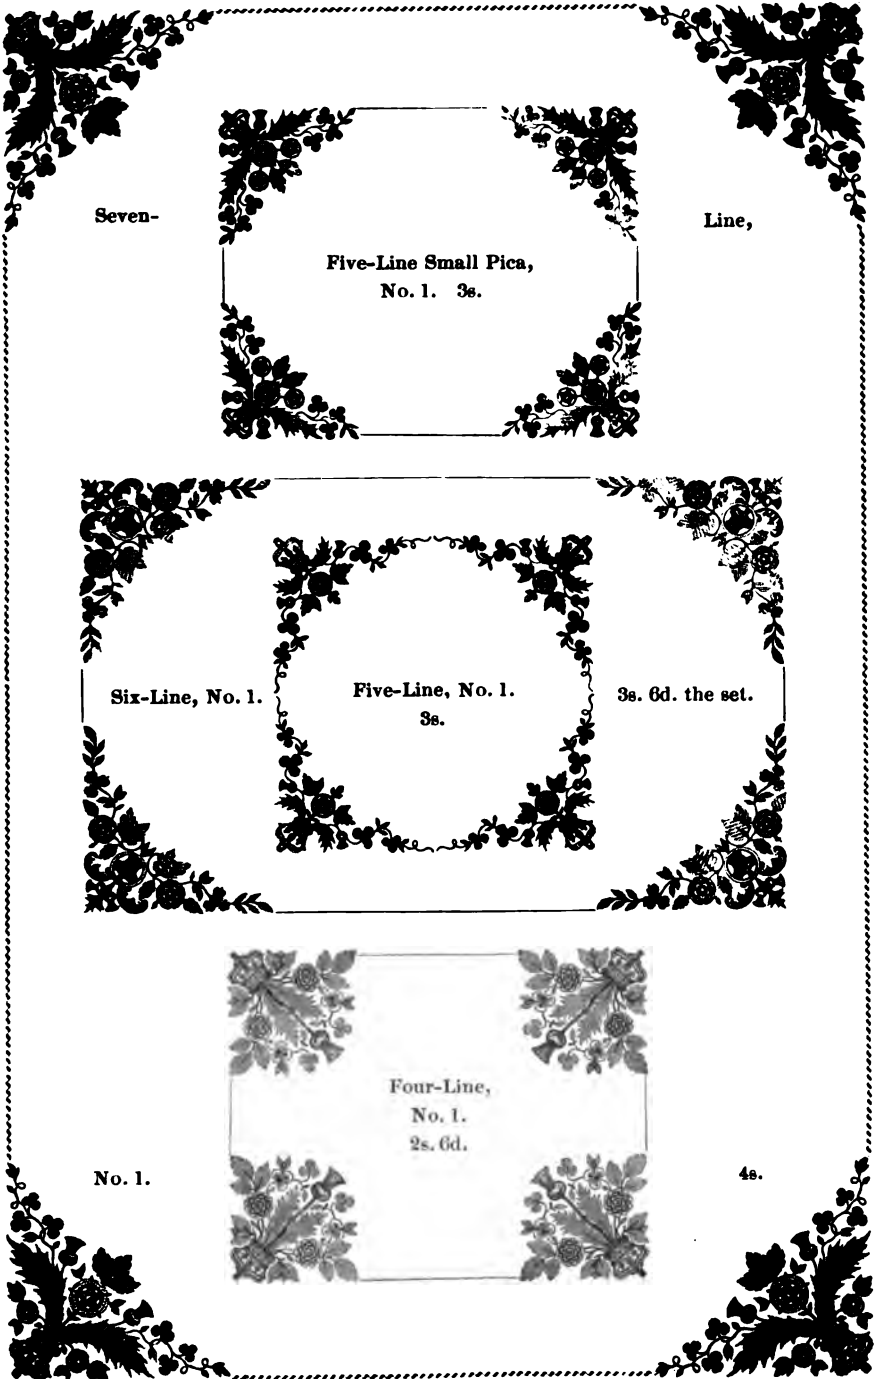 Seven- Line,
Five-Line Small Pica,
No. 1. 3s.
Six-Line, No. 1. Five-Line, No. 1. 3s. 6d. the set.
3s.
Four-Line,
No. 1.
2s. 6d.
No. 1. 4s.